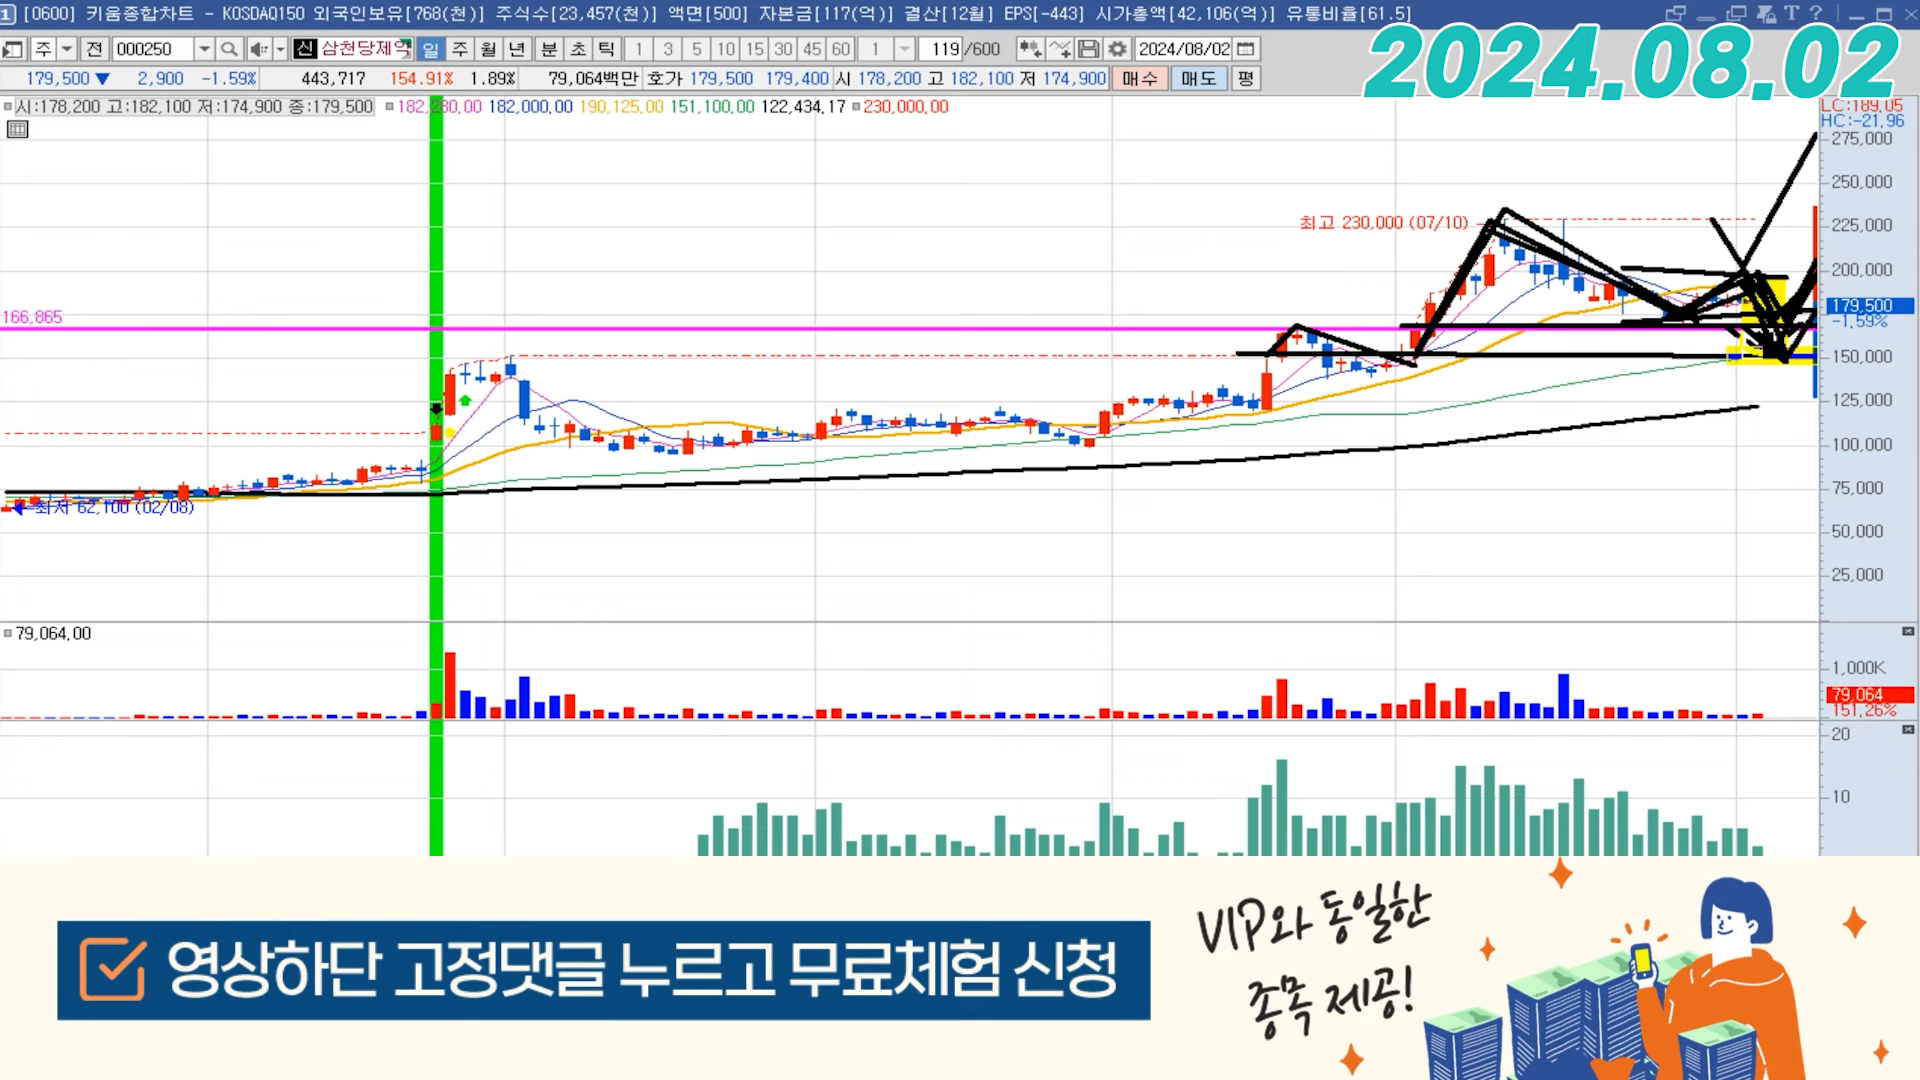 1 [0600] 키움종합차트 - KOSDAQ150 외국인보유[768(천)] 주식수[23,457(천)] 액면[500] 자본금[117(억)] 결산[12월] EPS[-443] 시가총액[42,106(억)] 유통비율[61.5]
2024.08.02
주 전 000250 신 삼천당제약 일 주 월 년 분 초 틱 1 3 5 10 15 30 45 60 1 119 /600 2024/08/02
179,500 ▼ 2,900 -1.59% 443,717 154.91% 1.89% 79,064백만 호가 179,500 179,400 시 178,200 고 182,100 저 174,900 매수 매도 평
시:178,200 고:182,100 저:174,900 종:179,500 182,000.00 190,125.00 151,100.00 122,434.17 230,000.00
LC:189.05
HC:-21.96
275,000
250,000
최고 230,000 (07/10)
225,000
200,000
179,500
-1.59%
166,865
150,000
125,000
100,000
75,000
최저 62,100 (02/08)
50,000
25,000
79,064.00
1,000K
79,064
151.26%
20
10
영상하단 고정댓글 누르고 무료체험 신청
VIP와 동일한
종목 제공!